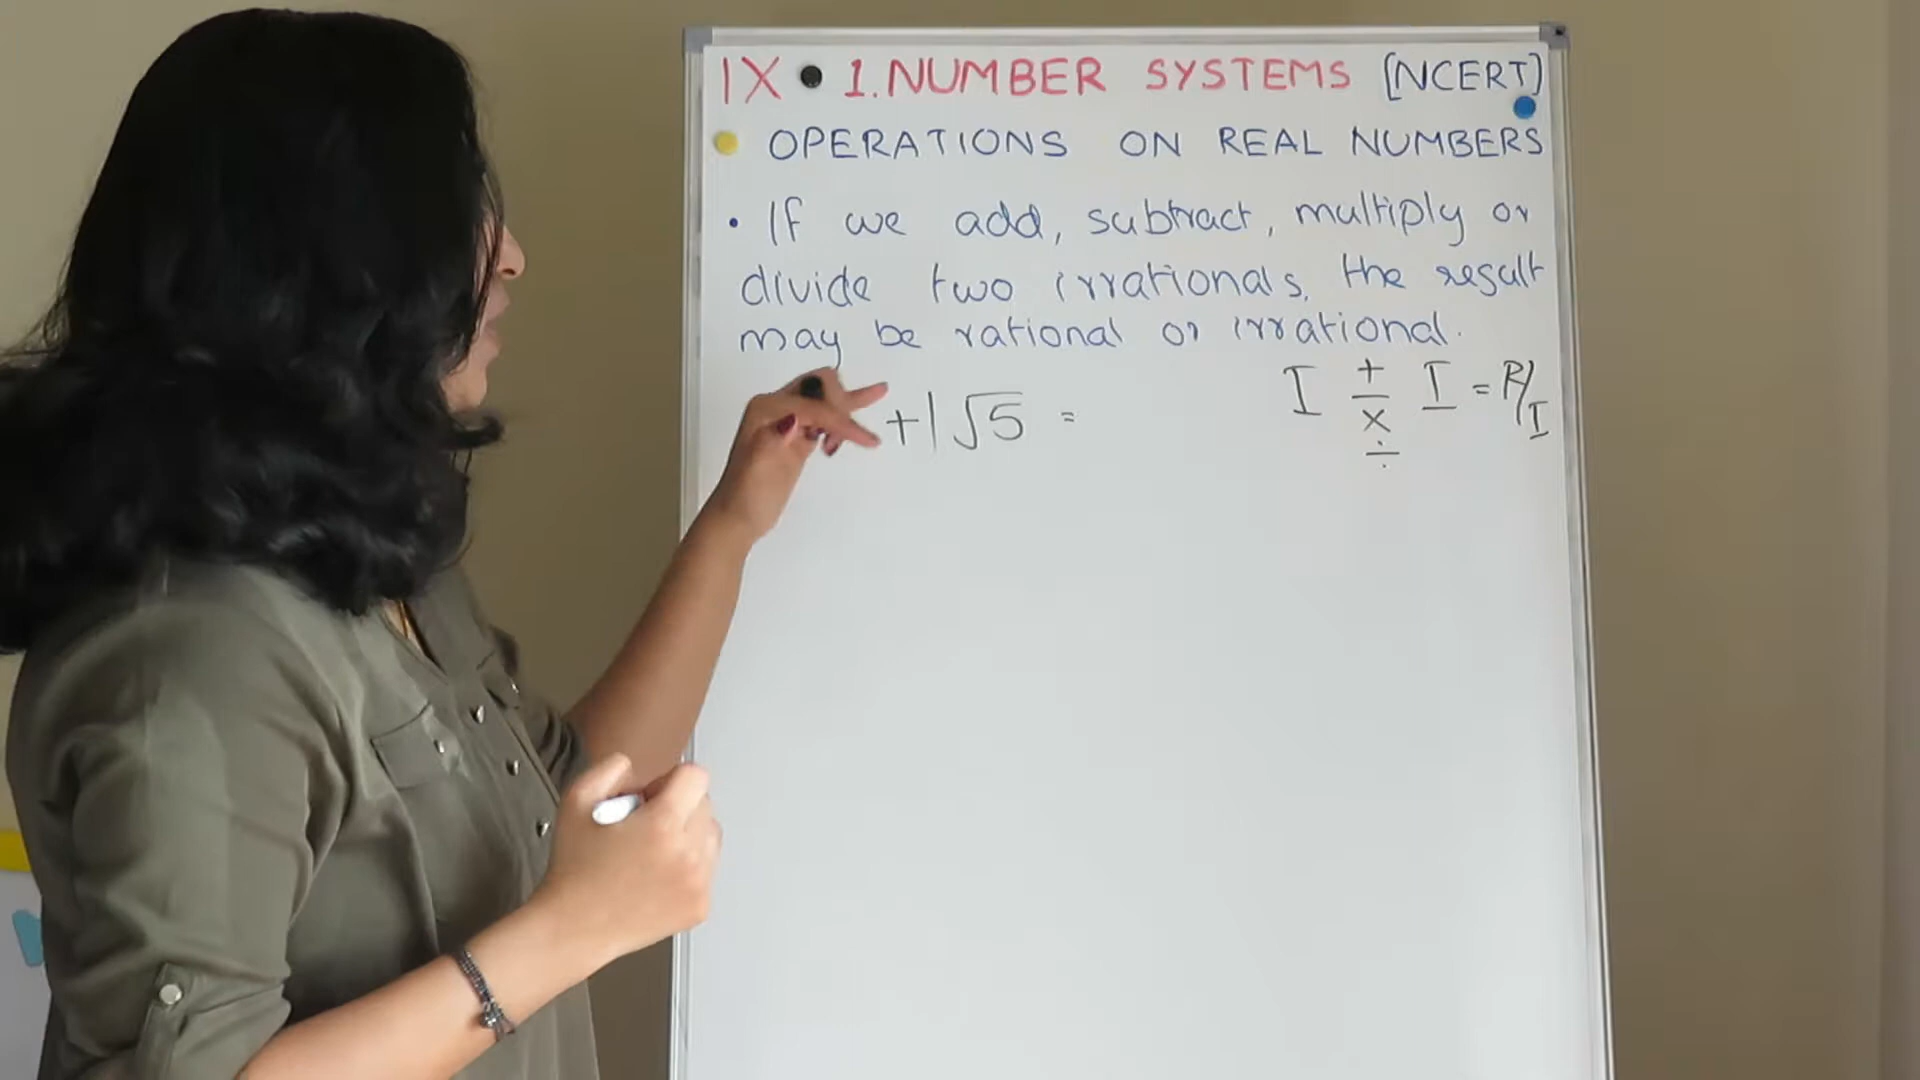 IX • 1. NUMBER SYSTEMS [NCERT]
OPERATIONS ON REAL NUMBERS
• If we add, subtract, multiply or
divide two irrationals, the result
may be rational or irrational.
+1√5 =
I + I = R/I
×
÷